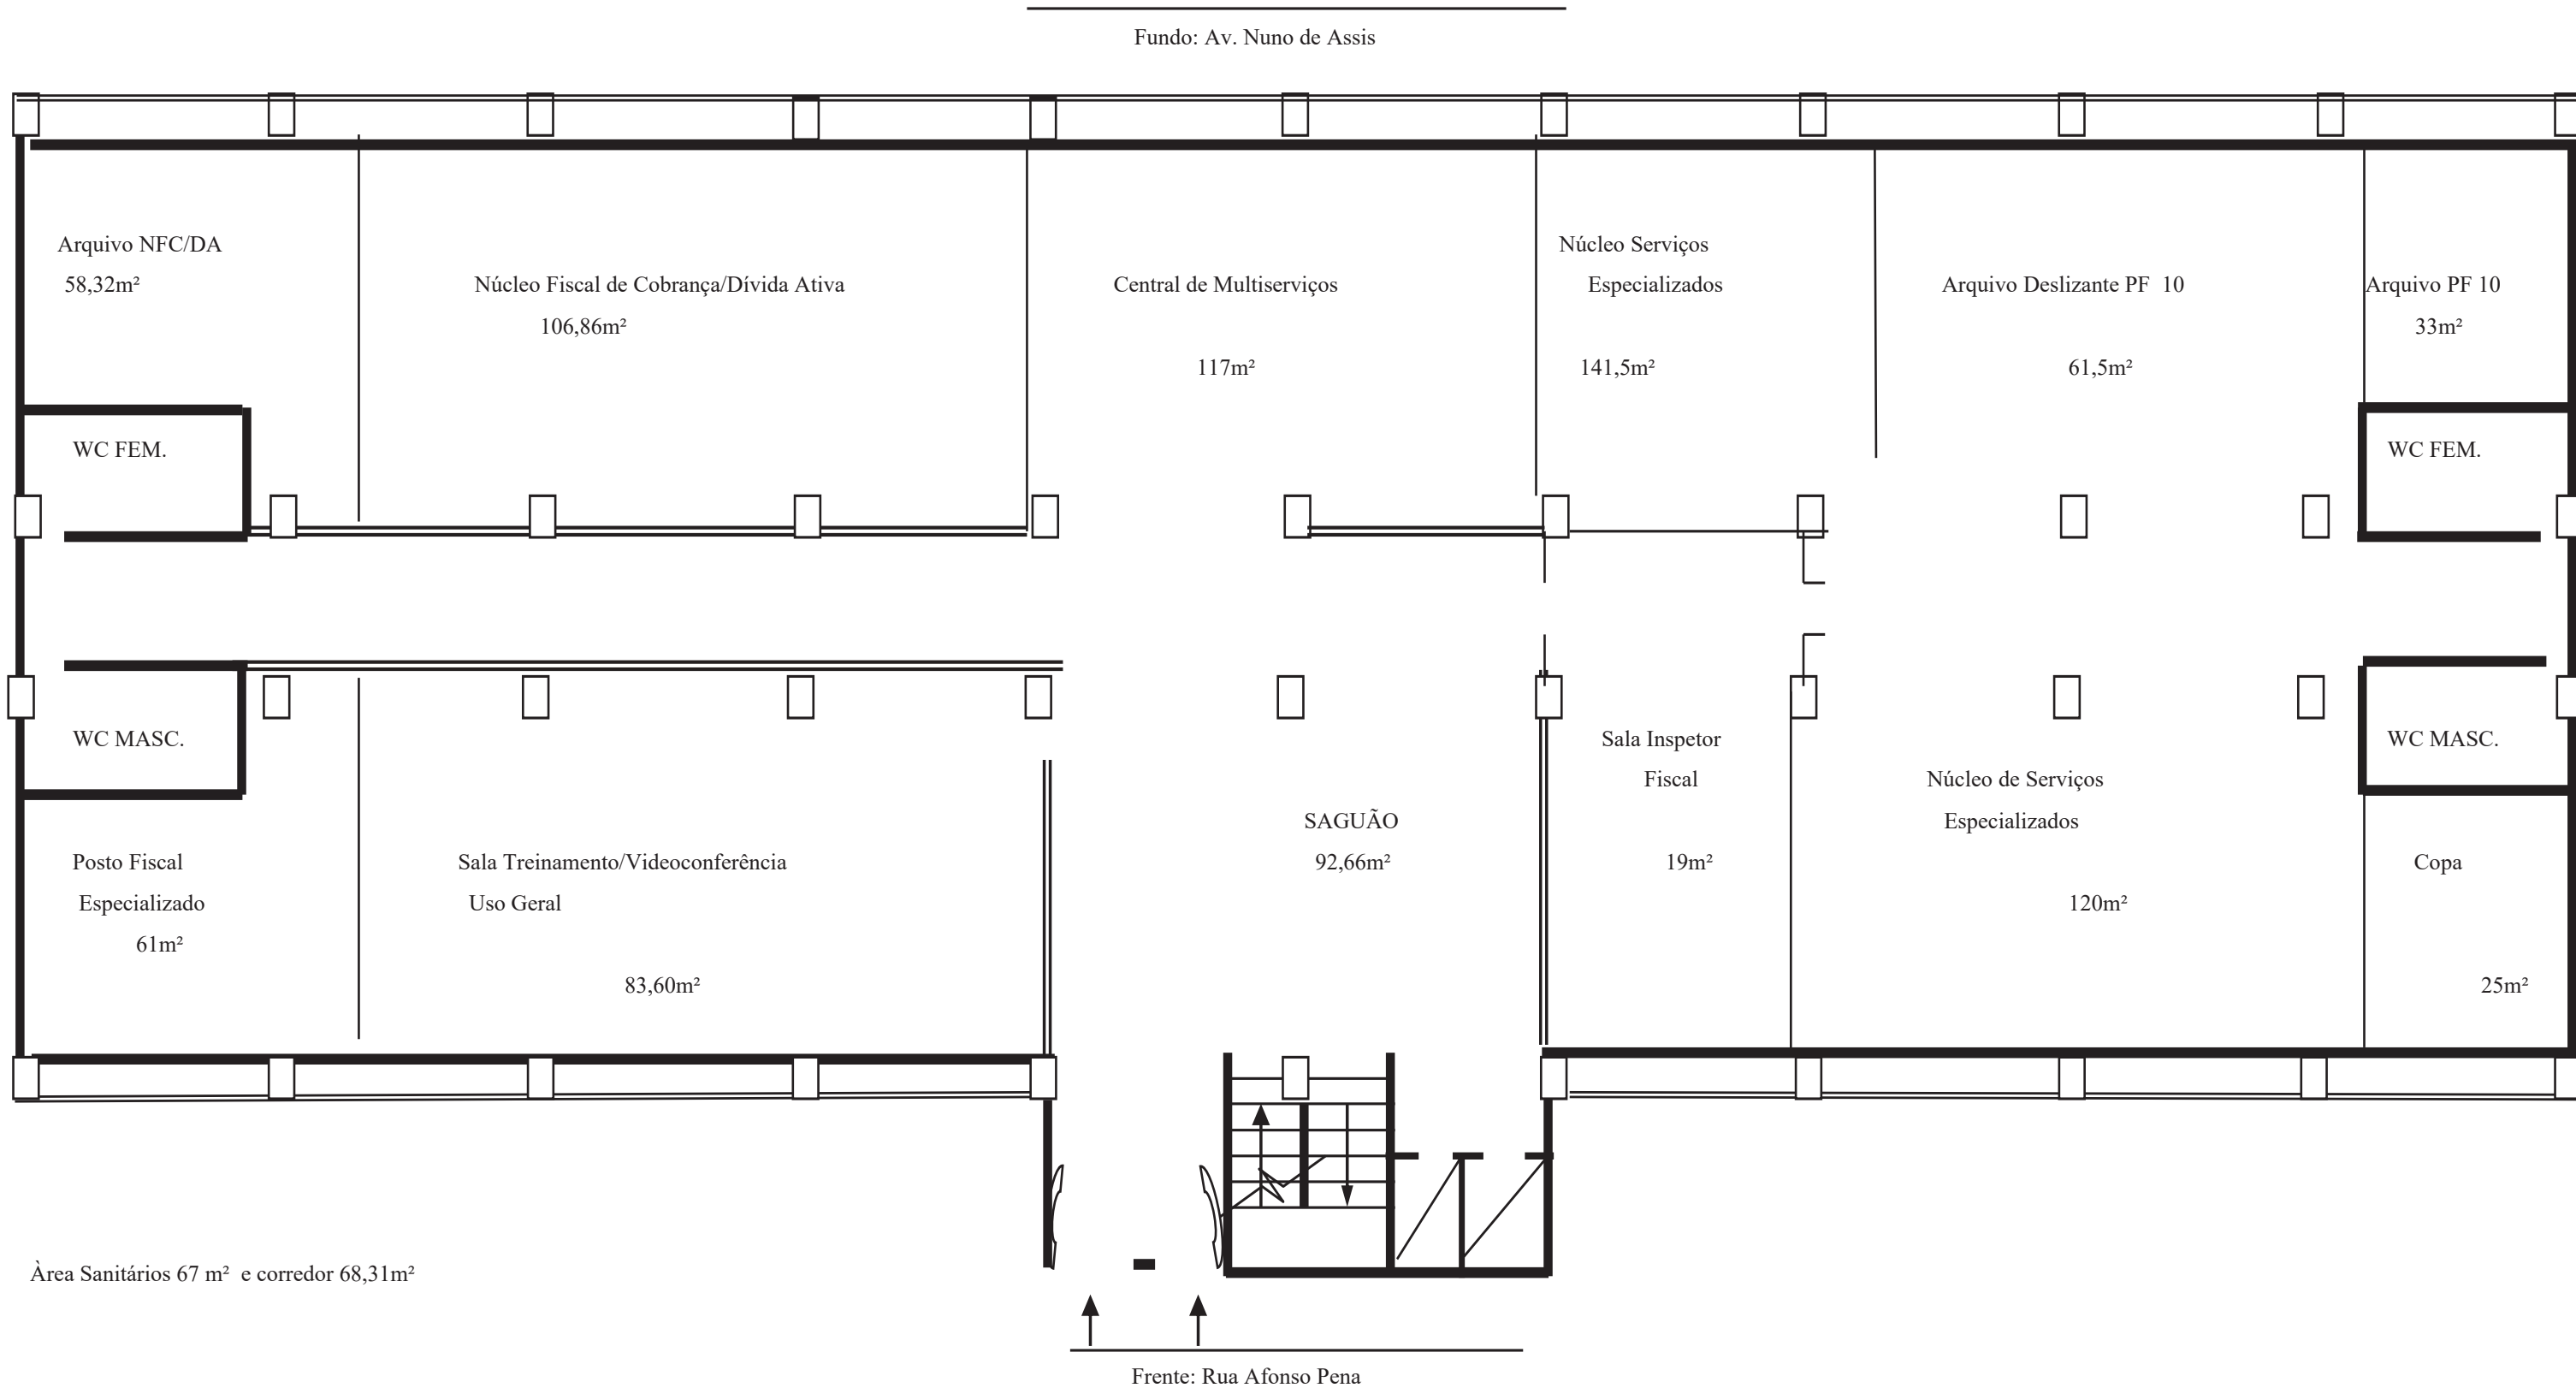 Fundo: Av. Nuno de Assis
Arquivo NFC/DA
58,32m²
Núcleo Fiscal de Cobrança/Dívida Ativa
106,86m²
Central de Multiserviços
117m²
Núcleo Serviços
Especializados
141,5m²
Arquivo Deslizante PF 10
61,5m²
Arquivo PF 10
33m²
WC FEM.
WC FEM.
WC MASC.
WC MASC.
Posto Fiscal
Especializado
61m²
Sala Treinamento/Videoconferência
Uso Geral
83,60m²
SAGUÃO
92,66m²
Sala Inspetor
Fiscal
19m²
Núcleo de Serviços
Especializados
120m²
Copa
25m²
Àrea Sanitários 67 m² e corredor 68,31m²
Frente: Rua Afonso Pena